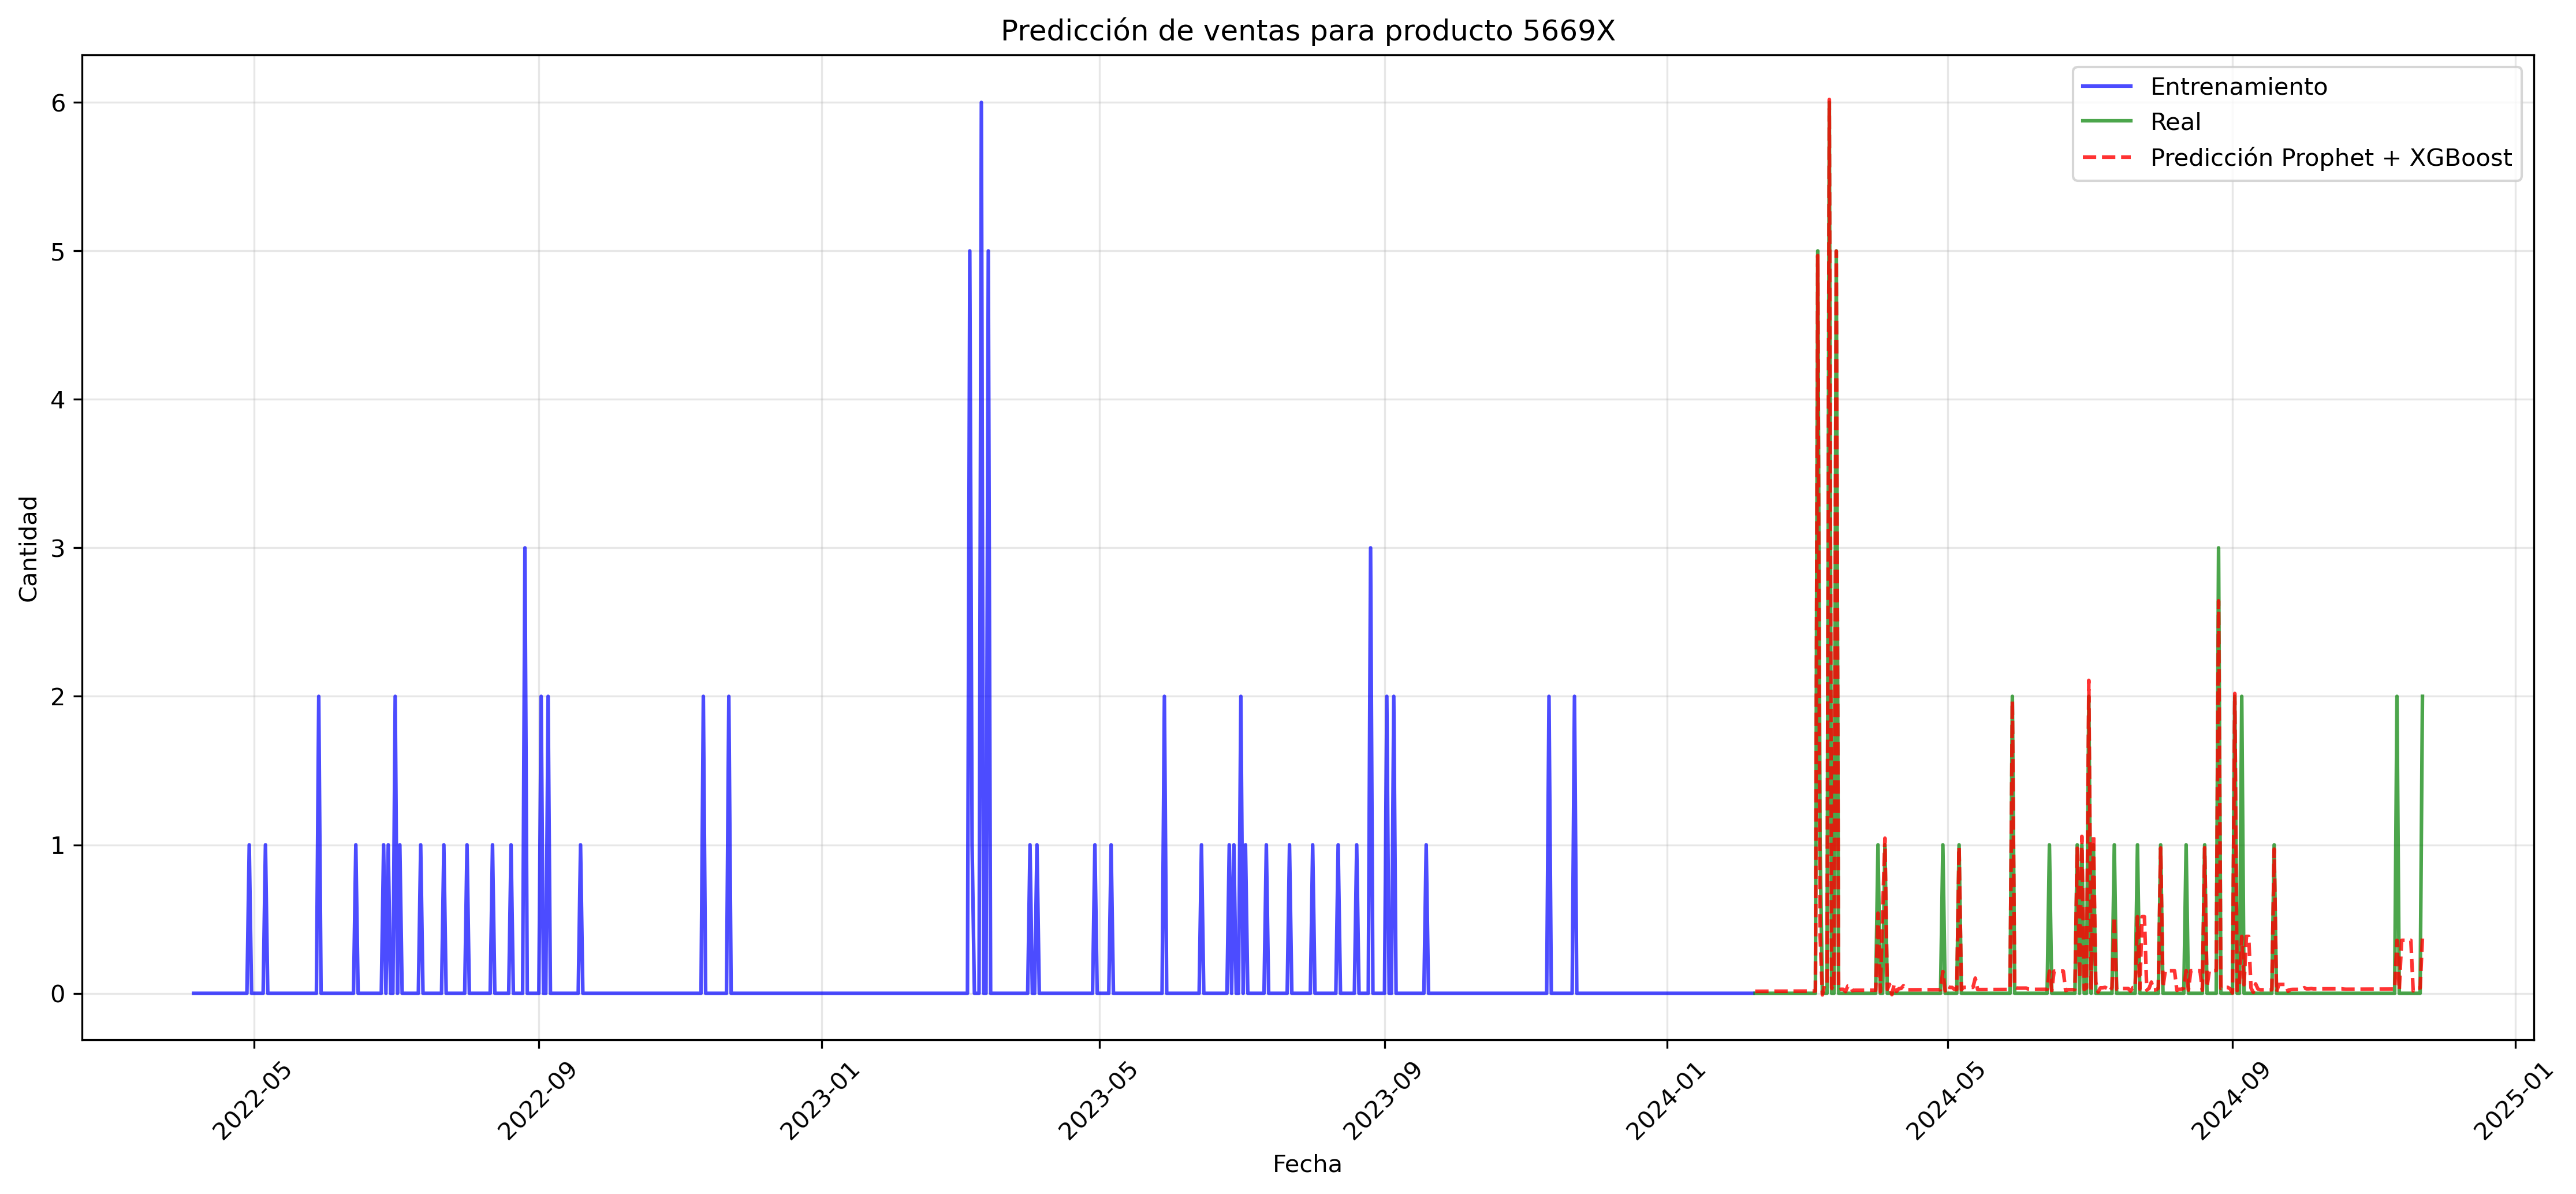 Predicción de ventas para producto 5669X
Entrenamiento
Real
Predicción Prophet + XGBoost
Cantidad
6
5
4
3
2
1
0
2022-05
2022-09
2023-01
2023-05
2023-09
2024-01
2024-05
2024-09
2025-01
Fecha